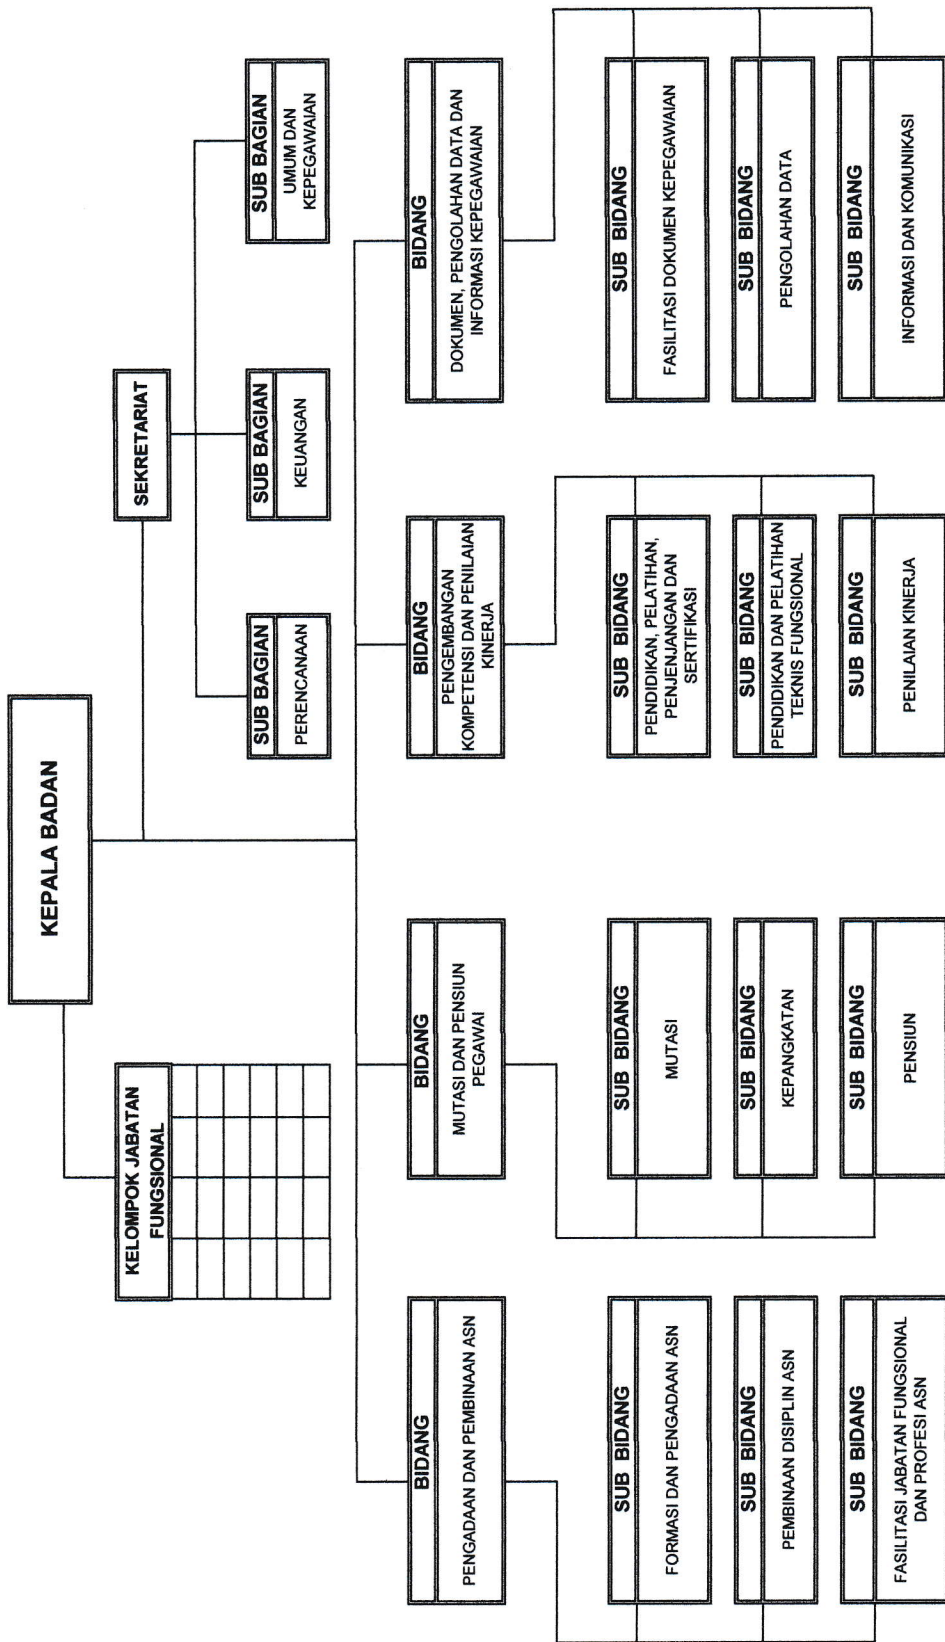 KEPALA BADAN
KELOMPOK JABATAN
FUNGSIONAL
SEKRETARIAT
SUB BAGIAN
PERENCANAAN
SUB BAGIAN
KEUANGAN
SUB BAGIAN
UMUM DAN
KEPEGAWAIAN
BIDANG
PENGADAAN DAN PEMBINAAN ASN
BIDANG
MUTASI DAN PENSIUN
PEGAWAI
BIDANG
PENGEMBANGAN
KOMPETENSI DAN PENILAIAN
KINERJA
BIDANG
DOKUMEN, PENGOLAHAN DATA DAN
INFORMASI KEPEGAWAIAN
SUB BIDANG
FORMASI DAN PENGADAAN ASN
SUB BIDANG
MUTASI
SUB BIDANG
PENDIDIKAN, PELATIHAN,
PENJENJANGAN DAN
SERTIFIKASI
SUB BIDANG
FASILITASI DOKUMEN KEPEGAWAIAN
SUB BIDANG
PEMBINAAN DISIPLIN ASN
SUB BIDANG
KEPANGKATAN
SUB BIDANG
PENDIDIKAN DAN PELATIHAN
TEKNIS FUNGSIONAL
SUB BIDANG
PENGOLAHAN DATA
SUB BIDANG
FASILITASI JABATAN FUNGSIONAL
DAN PROFESI ASN
SUB BIDANG
PENSIUN
SUB BIDANG
PENILAIAN KINERJA
SUB BIDANG
INFORMASI DAN KOMUNIKASI